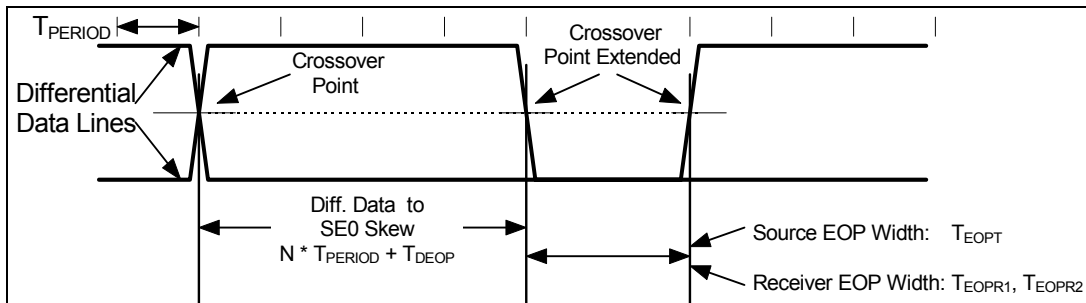 TPERIOD
Crossover
Point
Crossover
Point Extended
Differential
Data Lines
Diff. Data to
SE0 Skew
N * TPERIOD + TDEOP
Source EOP Width: TEOPT
Receiver EOP Width: TEOPR1, TEOPR2